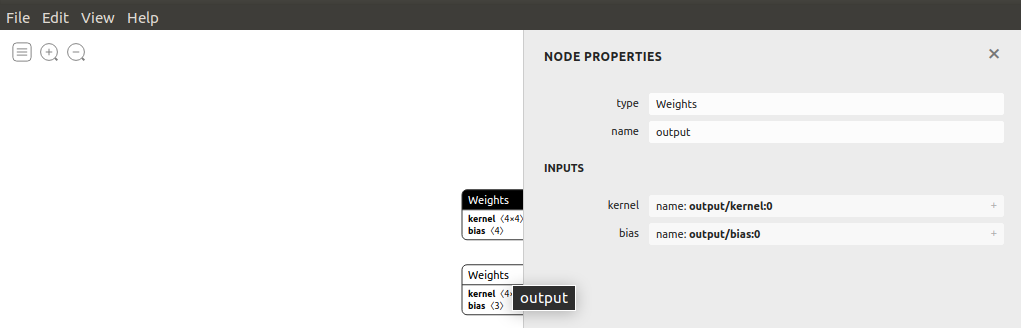 File Edit View Help
NODE PROPERTIES
type Weights
name output
INPUTS
kernel name: output/kernel:0 +
bias name: output/bias:0 +
Weights
kernel ⟨4×4⟩
bias ⟨4⟩
Weights
kernel ⟨4×
bias ⟨3⟩
output